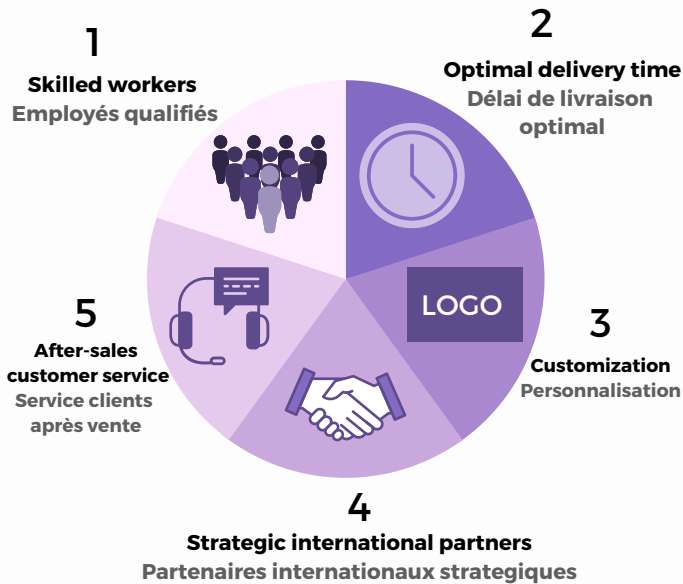 1
Skilled workers
Employés qualifiés
2
Optimal delivery time
Délai de livraison
optimal
LOGO
3
Customization
Personnalisation
4
Strategic international partners
Partenaires internationaux strategiques
5
After-sales
customer service
Service clients
après vente